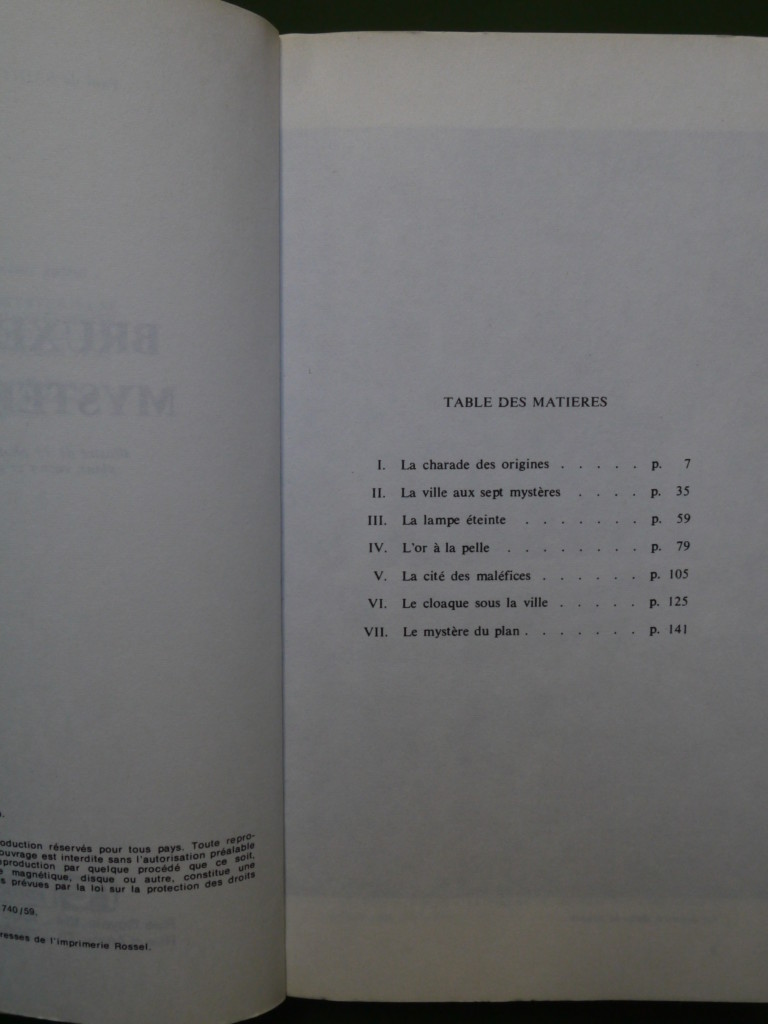 BRUXE
MYSTE
oduction réservés pour tous pays. Toute repro-
ouvrage est interdite sans l'autorisation préalable
production par quelque procédé que ce soit,
magnétique, disque ou autre, constitue une
s prévues par la loi sur la protection des droits
740/59.
resses de l'imprimerie Rossel.
TABLE DES MATIERES
I. La charade des origines . . . . . p. 7
II. La ville aux sept mystères . . . . p. 35
III. La lampe éteinte . . . . . . . p. 59
IV. L'or à la pelle . . . . . . . . p. 79
V. La cité des maléfices . . . . . . p. 105
VI. Le cloaque sous la ville . . . . . p. 125
VII. Le mystère du plan . . . . . . . p. 141